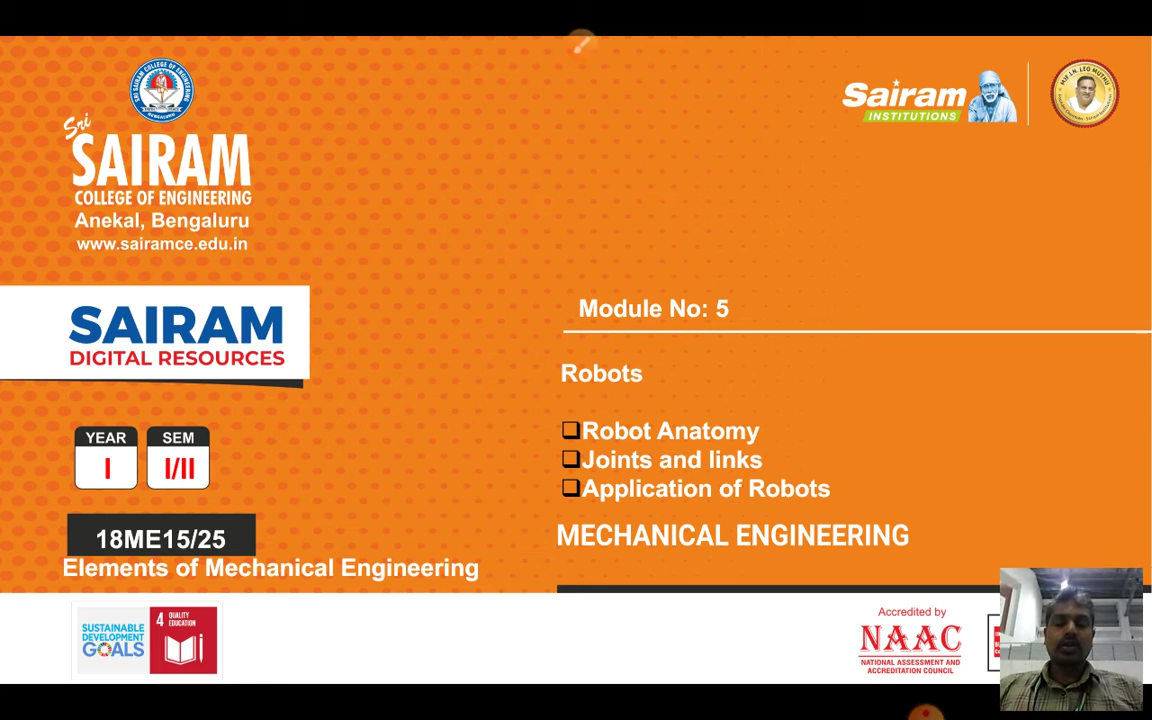 Sri
SAIRAM
COLLEGE OF ENGINEERING
Anekal, Bengaluru
www.sairamce.edu.in
Sairam
INSTITUTIONS
SAIRAM
DIGITAL RESOURCES
YEAR
I
SEM
I/II
18ME15/25
Elements of Mechanical Engineering
Module No: 5
Robots
Robot Anatomy
Joints and links
Application of Robots
MECHANICAL ENGINEERING
SUSTAINABLE
DEVELOPMENT
GOALS
4 QUALITY
EDUCATION
Accredited by
NAAC
NATIONAL ASSESSMENT AND
ACCREDITATION COUNCIL